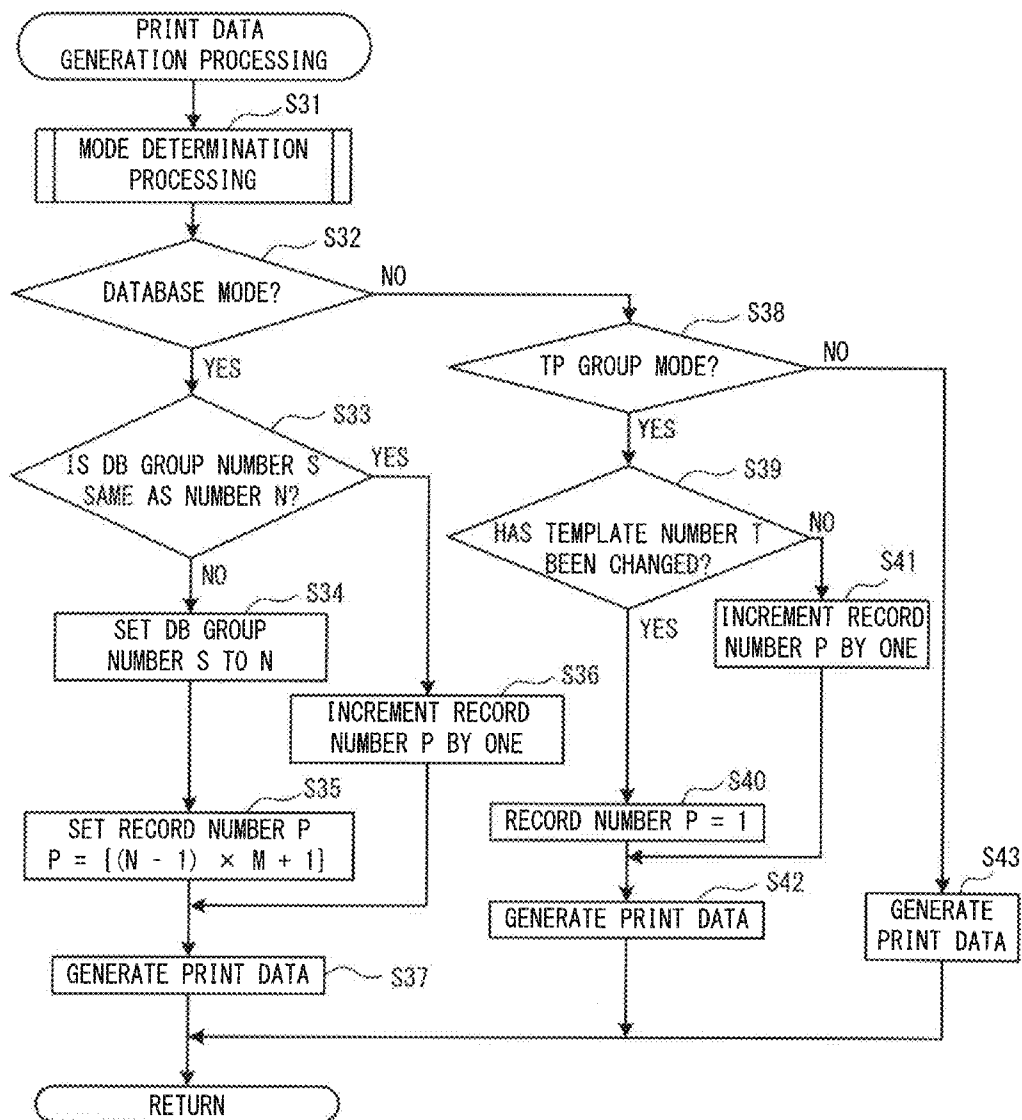 PRINT DATA
GENERATION PROCESSING
S31
MODE DETERMINATION
PROCESSING
S32
DATABASE MODE?
NO
YES
S38
TP GROUP MODE?
NO
YES
S33
IS DB GROUP NUMBER S
SAME AS NUMBER N?
YES
NO
S39
HAS TEMPLATE NUMBER T
BEEN CHANGED?
NO
YES
S34
SET DB GROUP
NUMBER S TO N
S41
INCREMENT RECORD
NUMBER P BY ONE
S36
INCREMENT RECORD
NUMBER P BY ONE
S35
SET RECORD NUMBER P
P = [(N - 1) × M + 1]
S40
RECORD NUMBER P = 1
S42
GENERATE PRINT DATA
S43
GENERATE
PRINT DATA
GENERATE PRINT DATA
S37
RETURN